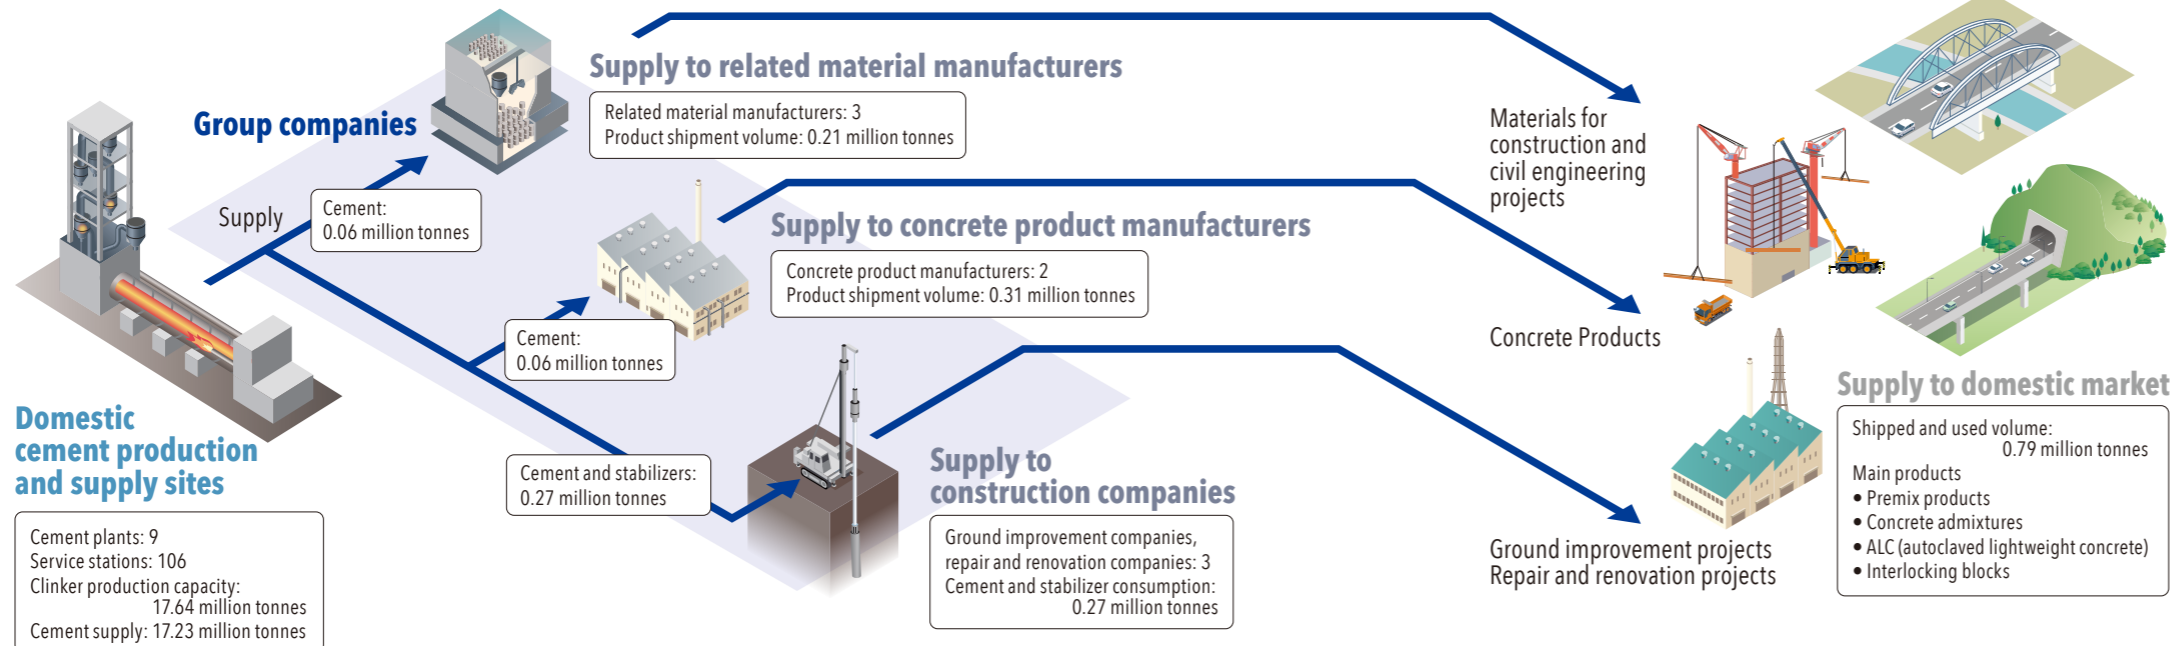 Group companies
Supply to related material manufacturers
Related material manufacturers: 3
Product shipment volume: 0.21 million tonnes
Supply
Cement:
0.06 million tonnes
Supply to concrete product manufacturers
Concrete product manufacturers: 2
Product shipment volume: 0.31 million tonnes
Cement:
0.06 million tonnes
Domestic
cement production
and supply sites
Cement plants: 9
Service stations: 106
Clinker production capacity:
17.64 million tonnes
Cement supply: 17.23 million tonnes
Cement and stabilizers:
0.27 million tonnes
Supply to
construction companies
Ground improvement companies,
repair and renovation companies: 3
Cement and stabilizer consumption:
0.27 million tonnes
Materials for
construction and
civil engineering
projects
Concrete Products
Ground improvement projects
Repair and renovation projects
Supply to domestic market
Shipped and used volume:
0.79 million tonnes
Main products
• Premix products
• Concrete admixtures
• ALC (autoclaved lightweight concrete)
• Interlocking blocks